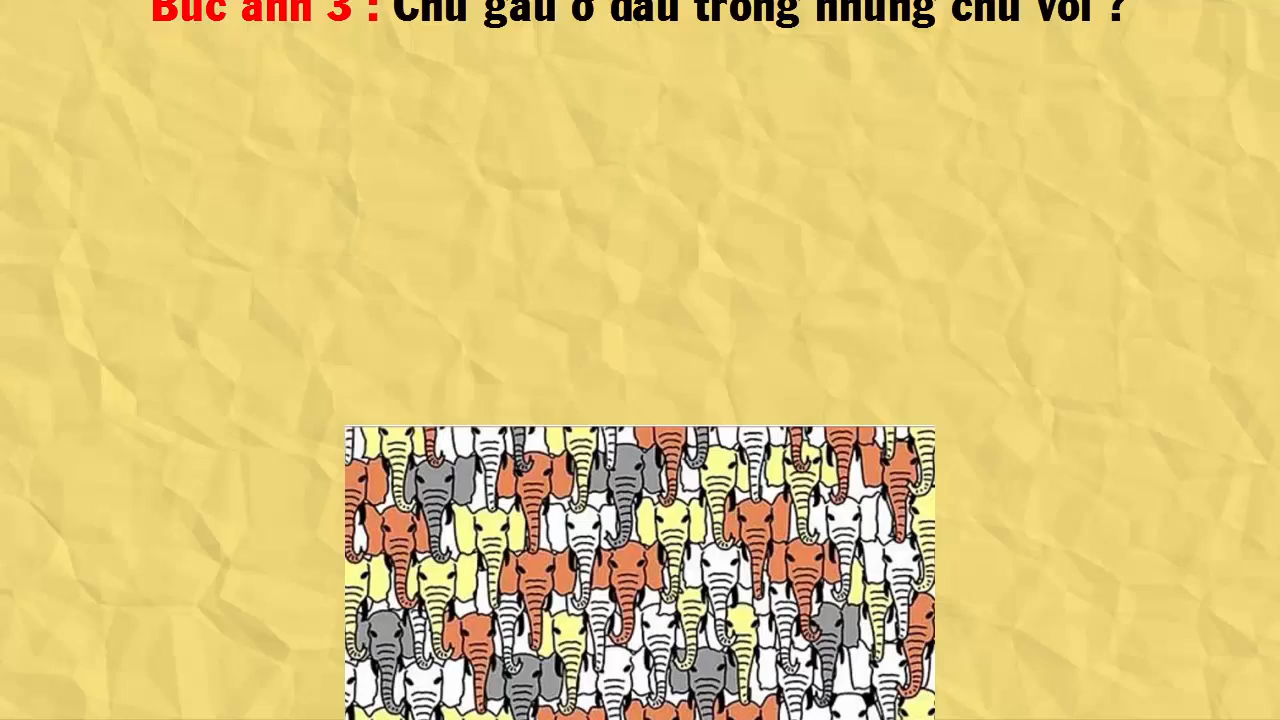 Bức ảnh 3 : Chú gấu ở đâu trong những chú voi ?